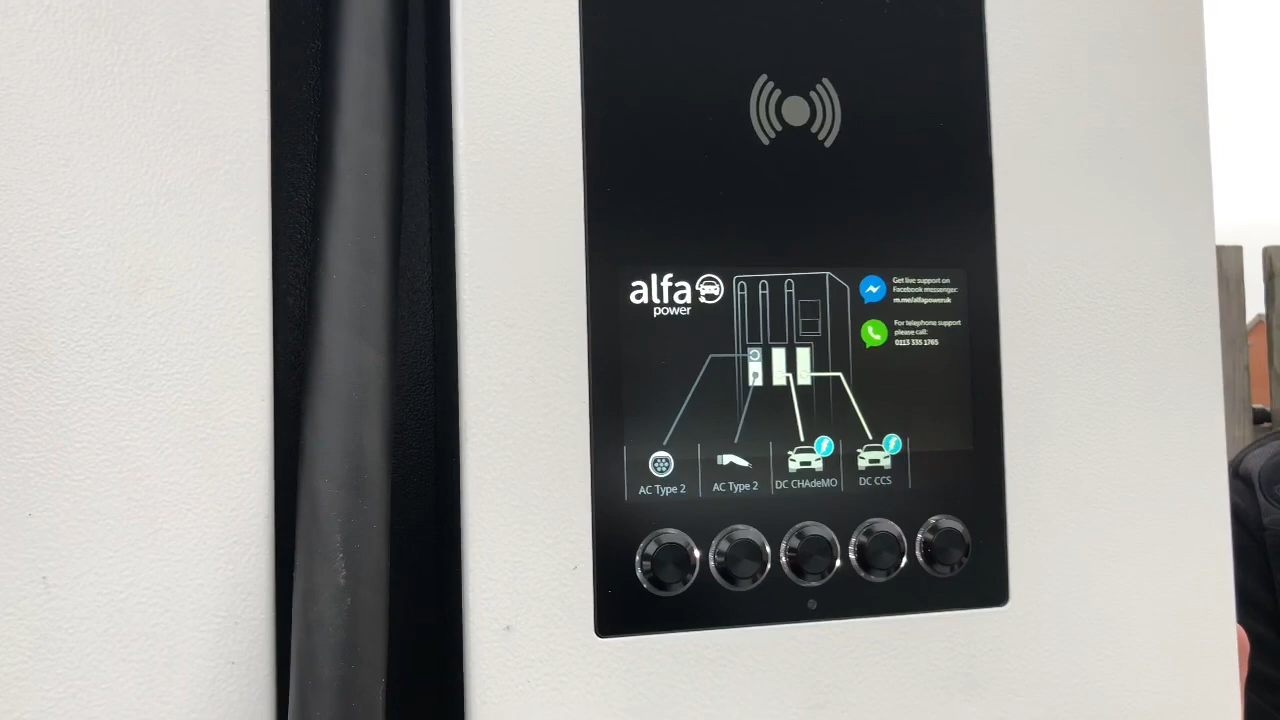 alfa
power
Get live support on
Facebook messenger:
m.me/alfapoweruk
For telephone support
please call:
0113 335 1765
AC Type 2
AC Type 2
DC CHAdeMO
DC CCS